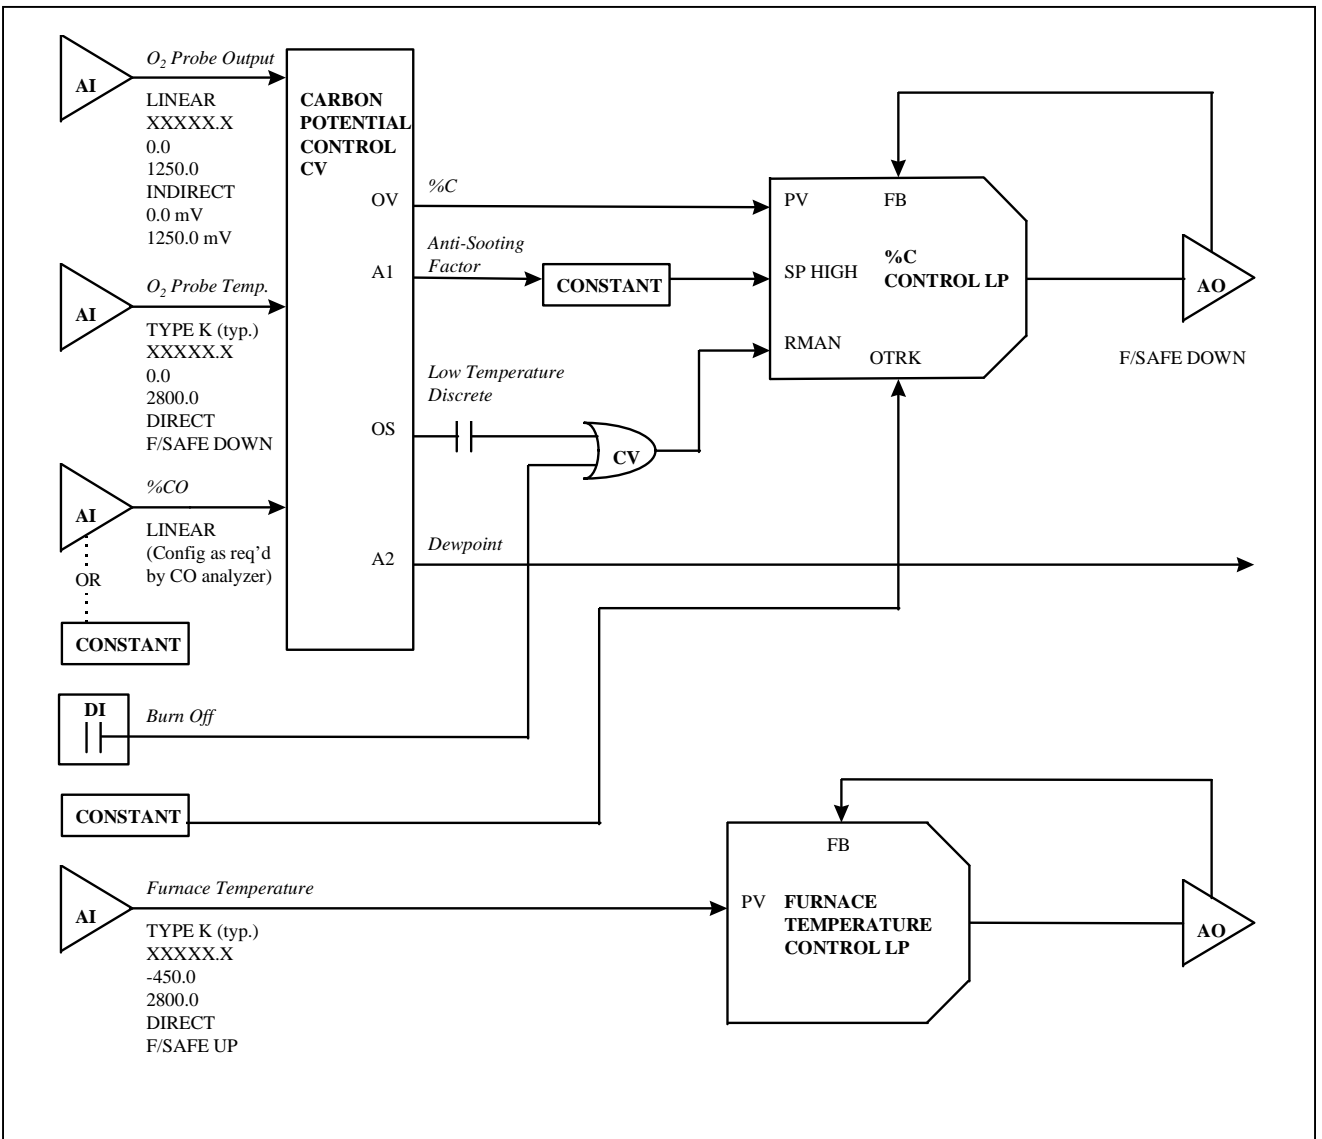 O2 Probe Output
AI
LINEAR
XXXXX.X
0.0
1250.0
INDIRECT
0.0 mV
1250.0 mV
O2 Probe Temp.
AI
TYPE K (typ.)
XXXXX.X
0.0
2800.0
DIRECT
F/SAFE DOWN
%CO
AI
LINEAR
(Config as req'd
by CO analyzer)
OR
CONSTANT
DI
Burn Off
CONSTANT
Furnace Temperature
AI
TYPE K (typ.)
XXXXX.X
-450.0
2800.0
DIRECT
F/SAFE UP
CARBON
POTENTIAL
CONTROL
CV
OV
A1
OS
A2
%C
Anti-Sooting
Factor
CONSTANT
Low Temperature
Discrete
CV
Dewpoint
PV
FB
SP HIGH
%C
CONTROL LP
RMAN
OTRK
AO
F/SAFE DOWN
FB
PV
FURNACE
TEMPERATURE
CONTROL LP
AO